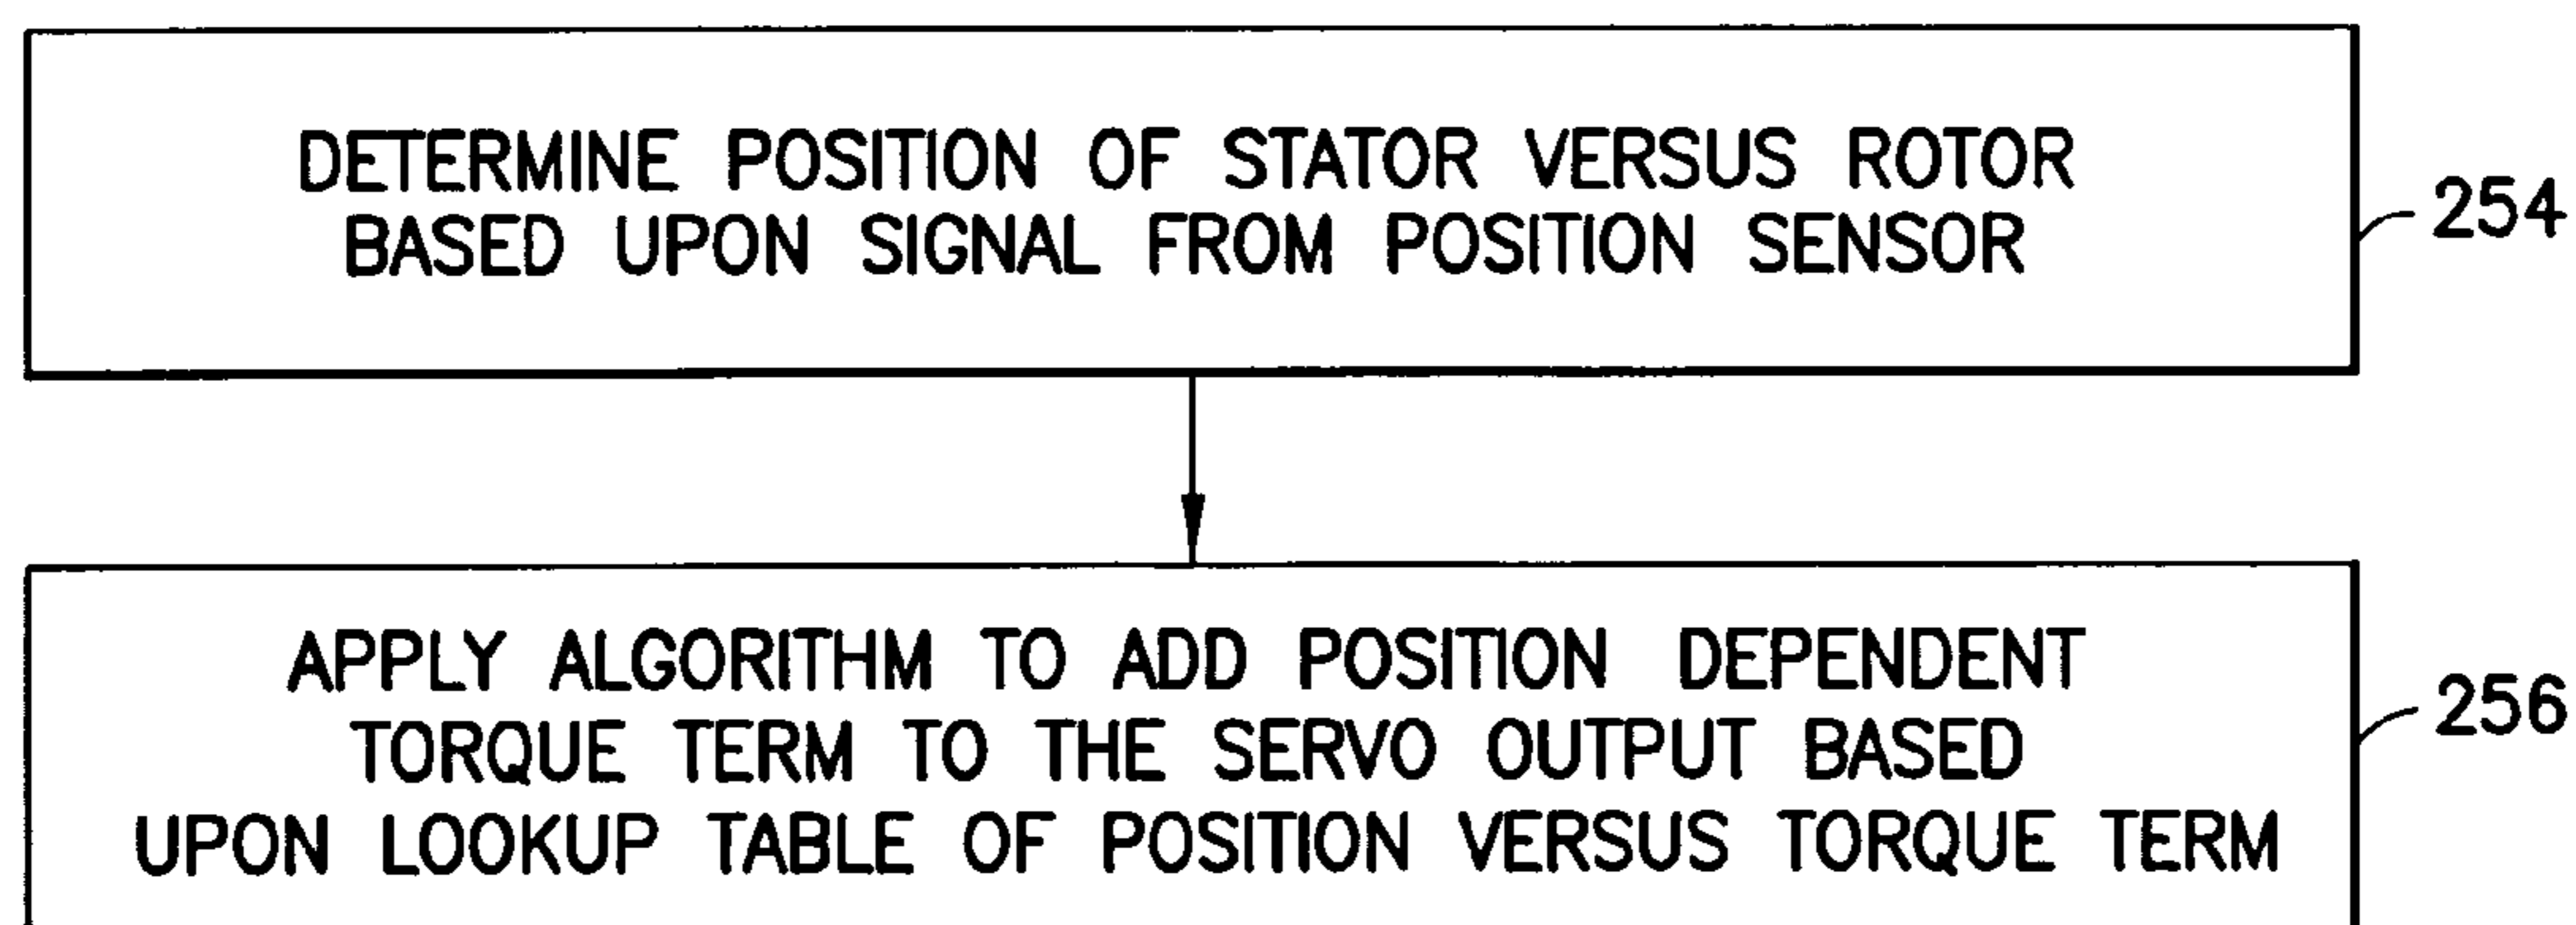 DETERMINE POSITION OF STATOR VERSUS ROTOR
BASED UPON SIGNAL FROM POSITION SENSOR
254
APPLY ALGORITHM TO ADD POSITION DEPENDENT
TORQUE TERM TO THE SERVO OUTPUT BASED
UPON LOOKUP TABLE OF POSITION VERSUS TORQUE TERM
256